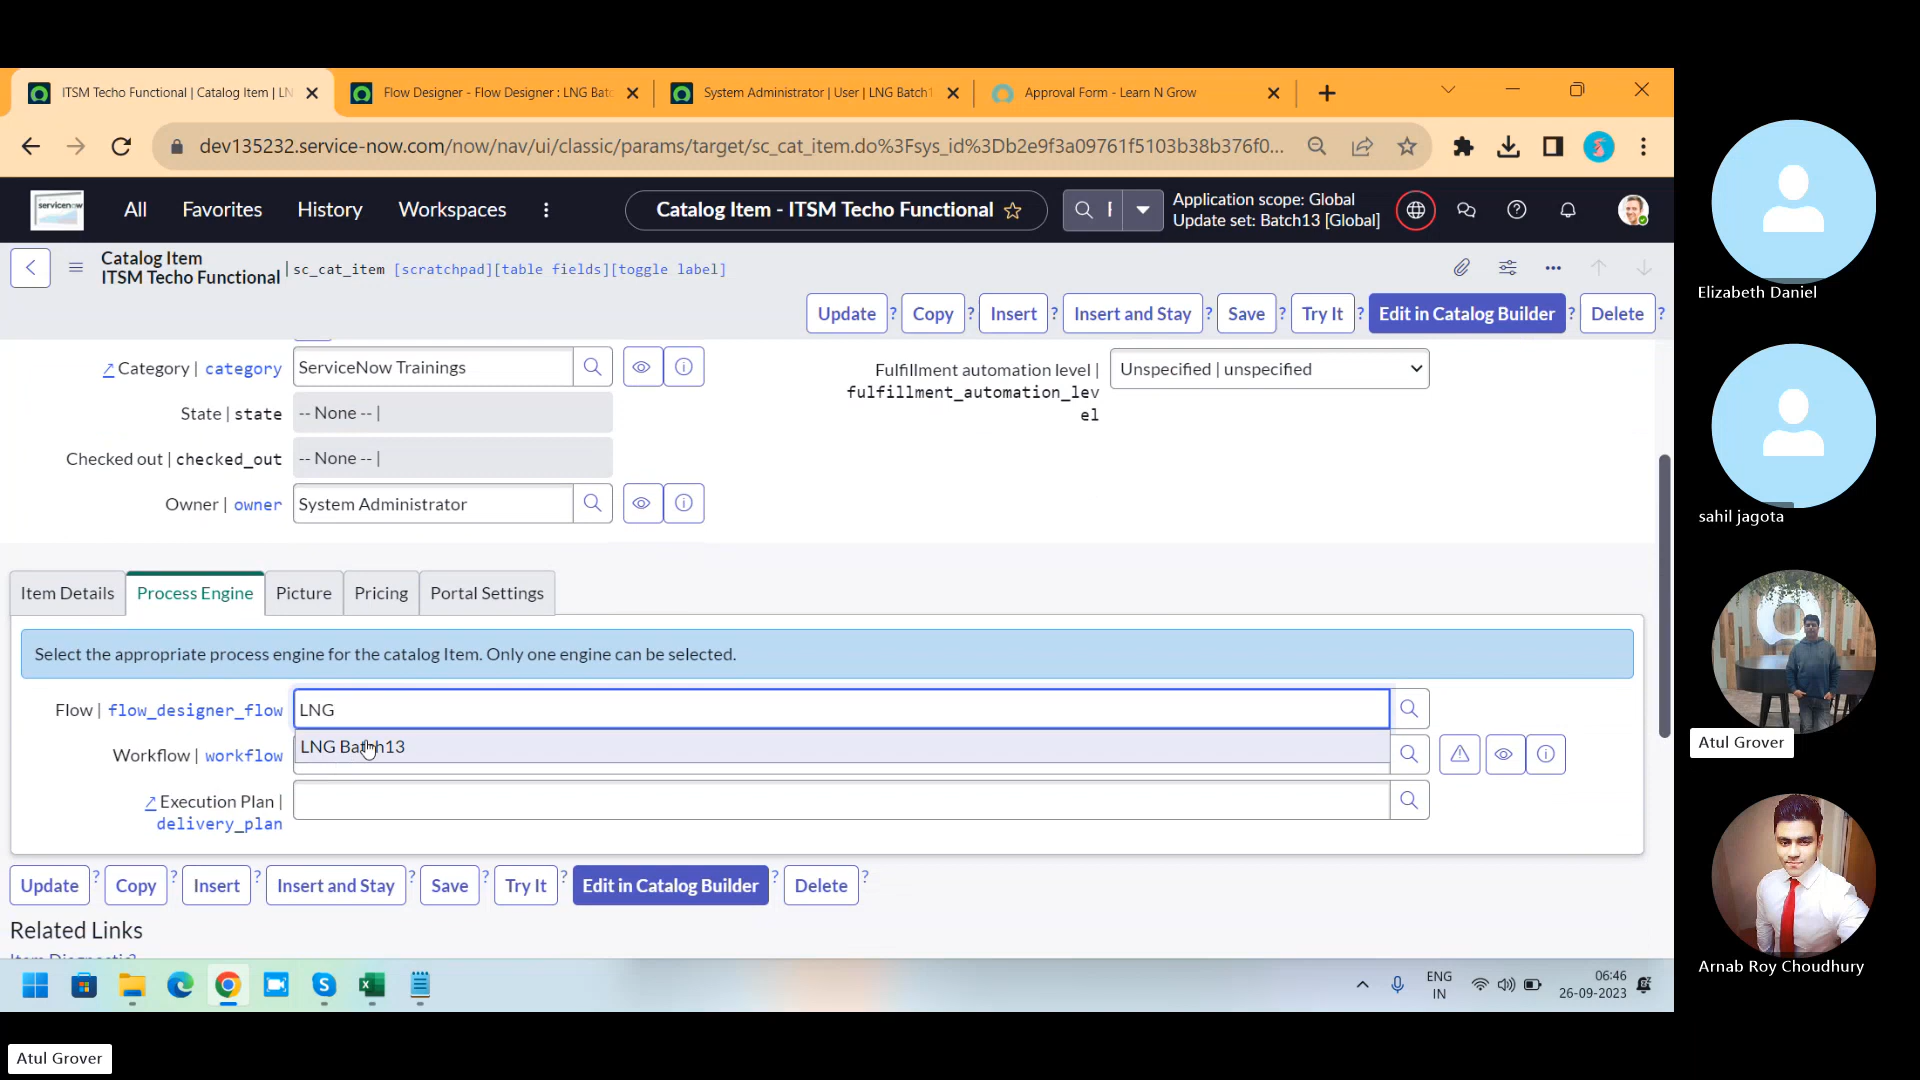 ITSM Techo Functional | Catalog Item | LN
Flow Designer - Flow Designer : LNG Bat
System Administrator | User | LNG Batch1
Approval Form - Learn N Grow
dev135232.service-now.com/now/nav/ui/classic/params/target/sc_cat_item.do%3Fsys_id%3Db2e9f3a09761f5103b38b376f0...
servicenow
All
Favorites
History
Workspaces
Catalog Item - ITSM Techo Functional
Application scope: Global
Update set: Batch13 [Global]
Catalog Item
ITSM Techo Functional
| sc_cat_item [scratchpad][table fields][toggle label]
Update ? Copy ? Insert ? Insert and Stay ? Save ? Try It ? Edit in Catalog Builder ? Delete ?
Category | category
ServiceNow Trainings
Fulfillment automation level |
fulfillment_automation_lev
el
Unspecified | unspecified
State | state
-- None -- |
Checked out | checked_out
-- None -- |
Owner | owner
System Administrator
Item Details
Process Engine
Picture
Pricing
Portal Settings
Select the appropriate process engine for the catalog Item. Only one engine can be selected.
Flow | flow_designer_flow
LNG
LNG Batch13
Workflow | workflow
Execution Plan |
delivery_plan
Update ? Copy ? Insert ? Insert and Stay ? Save ? Try It ? Edit in Catalog Builder ? Delete ?
Related Links
ENG
IN
06:46
26-09-2023
Elizabeth Daniel
sahil jagota
Atul Grover
Arnab Roy Choudhury
Atul Grover